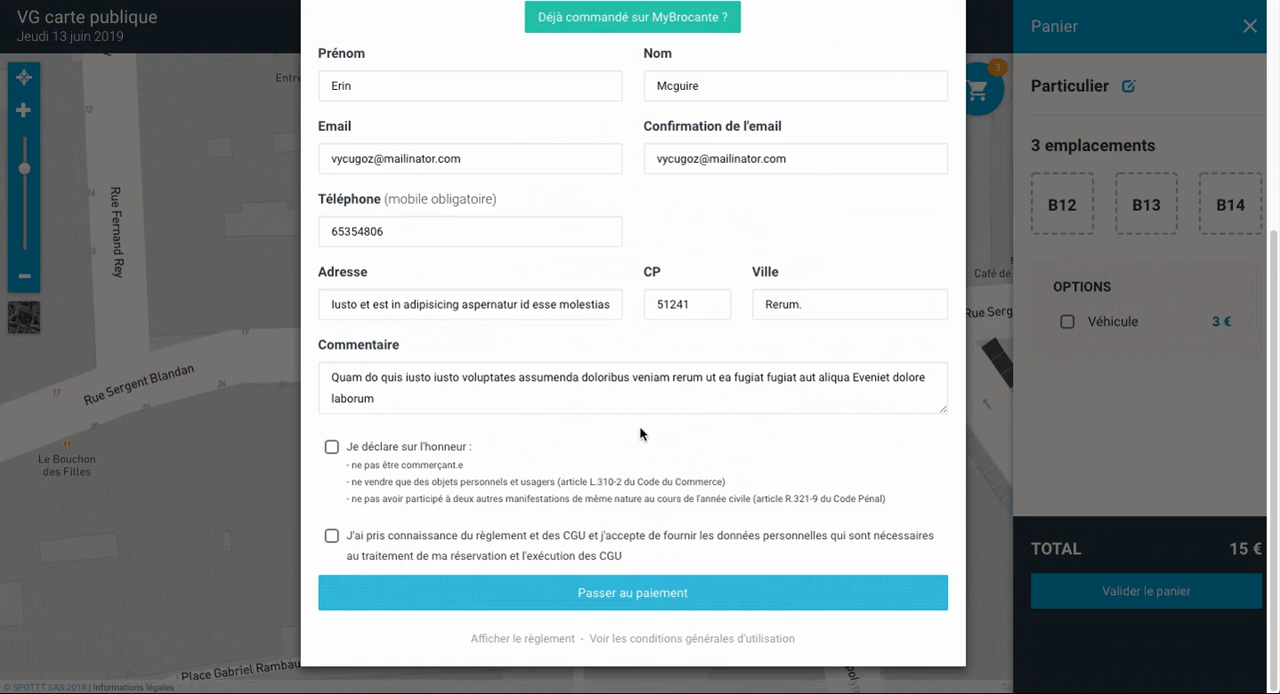 VG carte publique
Jeudi 13 juin 2019
Déjà commandé sur MyBrocante ?
Panier
Prénom
Nom
Erin
Mcguire
3
Particulier
Email
Confirmation de l'email
vycugoz@mailinator.com
vycugoz@mailinator.com
3 emplacements
Téléphone (mobile obligatoire)
B12
B13
B14
65354806
Adresse
CP
Ville
Iusto et est in adipisicing aspernatur id esse molestias
51241
Rerum.
OPTIONS
Véhicule
3 €
Commentaire
Quam do quis iusto iusto voluptates assumenda doloribus veniam rerum ut ea fugiat fugiat aut aliqua Eveniet dolore
laborum
Je déclare sur l'honneur :
- ne pas être commerçant.e
- ne vendre que des objets personnels et usagers (article L.310-2 du Code du Commerce)
- ne pas avoir participé à deux autres manifestations de même nature au cours de l'année civile (article R.321-9 du Code Pénal)
J'ai pris connaissance du règlement et des CGU et j'accepte de fournir les données personnelles qui sont nécessaires
au traitement de ma réservation et l'exécution des CGU
TOTAL
15 €
Passer au paiement
Valider le panier
Afficher le règlement - Voir les conditions générales d'utilisation
Entre
Rue Fernand Rey
Café de
Rue Serg
Rue Sergent Blandan
Le Bouchon
des Filles
Place Gabriel Rambau
© SPOTTT SAS 2018 | Informations légales